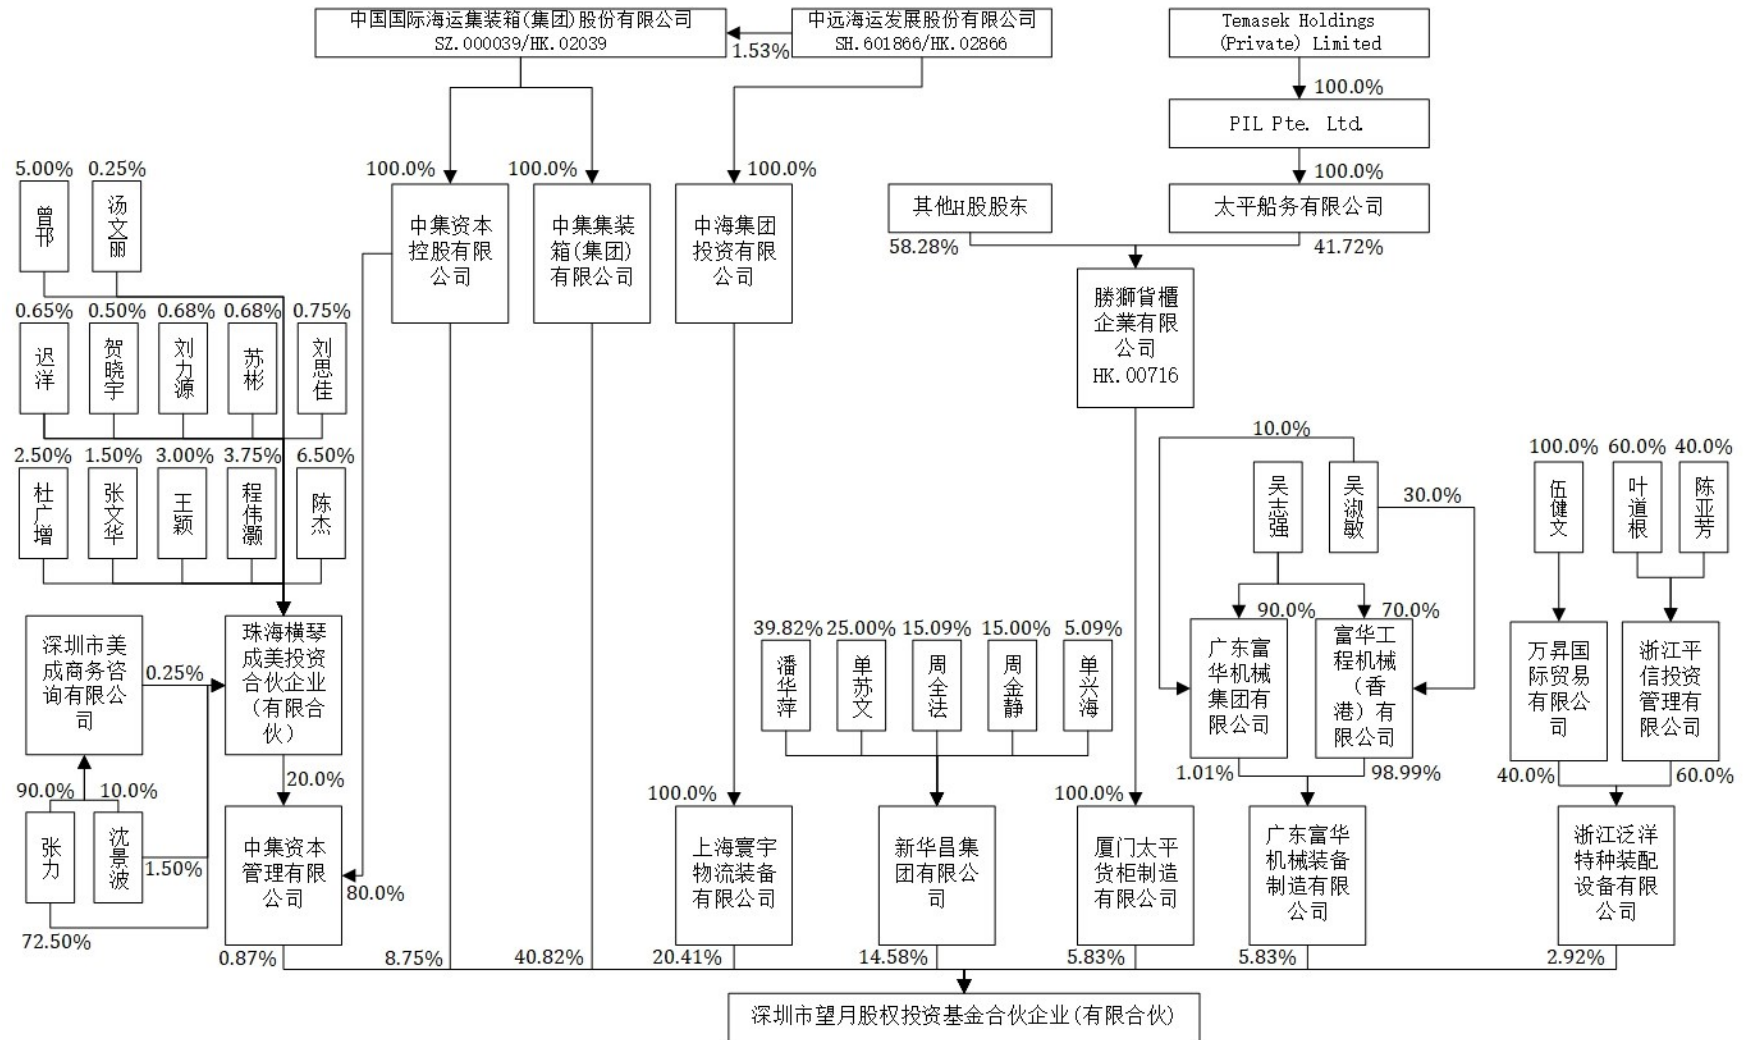 中国国际海运集装箱(集团)股份有限公司
SZ.000039/HK.02039
中远海运发展股份有限公司
SH.601866/HK.02866
1.53%
Temasek Holdings
(Private) Limited
100.0%
PIL Pte. Ltd.
100.0%
5.00%
0.25%
曾邗
汤文丽
100.0%
中集资本
控股有限
公司
100.0%
中集集装
箱(集团)
有限公司
100.0%
中海集团
投资有限
公司
其他H股股东
58.28%
太平船务有限公司
41.72%
勝獅貨櫃
企業有限
公司
HK.00716
0.65%
0.50%
0.68%
0.68%
0.75%
迟洋
贺晓宇
刘力源
苏彬
刘思佳
2.50%
1.50%
3.00%
3.75%
6.50%
杜广增
张文华
王颖
程伟灏
陈杰
10.0%
吴志强
吴淑敏
30.0%
100.0%
60.0%
40.0%
伍健文
叶道根
陈亚芳
深圳市美
成商务咨
询有限公
司
0.25%
珠海横琴
成美投资
合伙企业
(有限合
伙)
39.82%
25.00%
15.09%
15.00%
5.09%
潘华萍
单苏文
周全法
周金静
单兴海
90.0%
广东富
华机械
集团有
限公司
1.01%
70.0%
富华工
程机械
(香
港)有
限公司
98.99%
万昇国
际贸易
有限公
司
40.0%
浙江平
信投资
管理有
限公司
60.0%
90.0%
10.0%
20.0%
张力
沈景波
1.50%
72.50%
中集资本
管理有限
公司
80.0%
100.0%
上海寰宇
物流装备
有限公司
新华昌集
团有限公
司
100.0%
厦门太平
货柜制造
有限公司
广东富华
机械装备
制造有限
公司
浙江泛洋
特种装配
设备有限
公司
0.87%
8.75%
40.82%
20.41%
14.58%
5.83%
5.83%
2.92%
深圳市望月股权投资基金合伙企业(有限合伙)